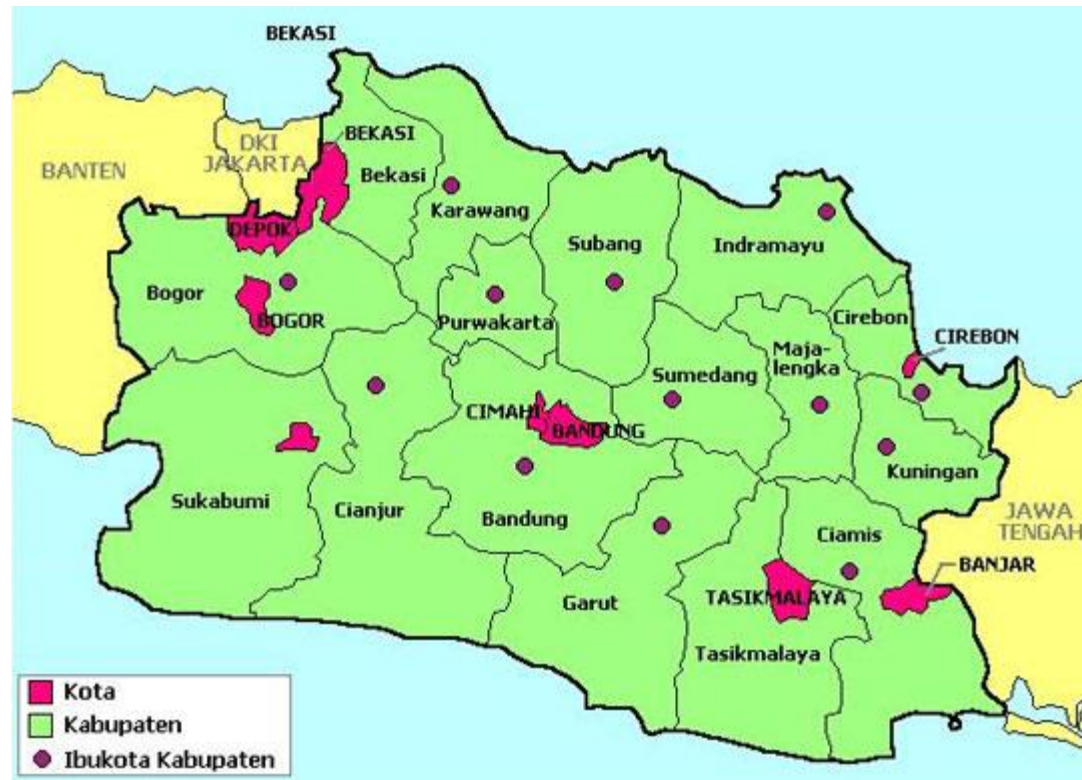 BEKASI
DKI
JAKARTA
BANTEN
BEKASI
Bekasi
Karawang
DEPOK
Subang
Indramayu
Bogor
BOGOR
Purwakarta
Cirebon
CIREBON
Maja-
lengka
Sumedang
CIMAHI
BANDUNG
Kuningan
Sukabumi
Cianjur
Bandung
Ciamis
JAWA
TENGAH
BANJAR
Garut
TASIKMALAYA
Tasikmalaya
Kota
Kabupaten
Ibukota Kabupaten